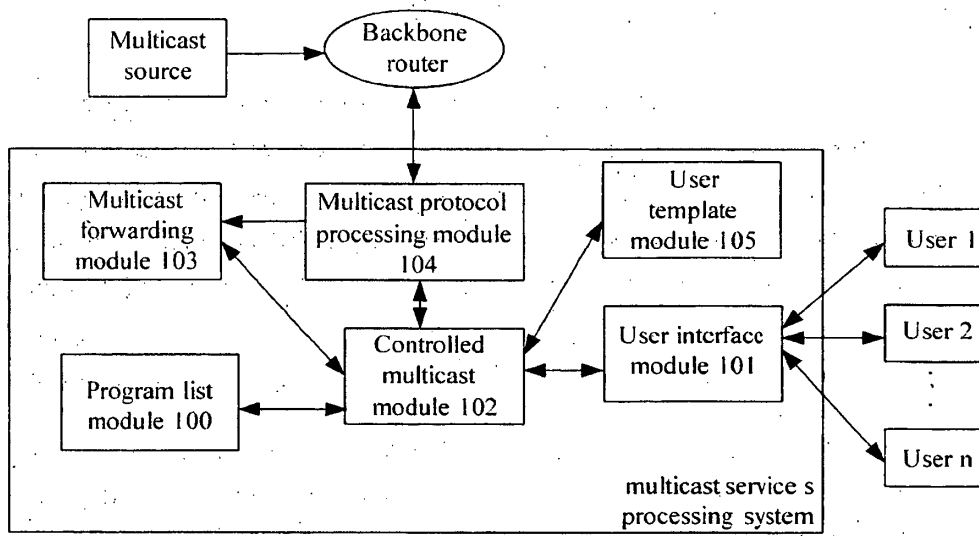 Multicast
source
Backbone
router
Multicast
forwarding
module 103
Multicast protocol
processing module
104
User
template
module 105
User 1
User 2
User n
Controlled
multicast
module 102
User interface
module 101
Program list
module 100
multicast service s
processing system